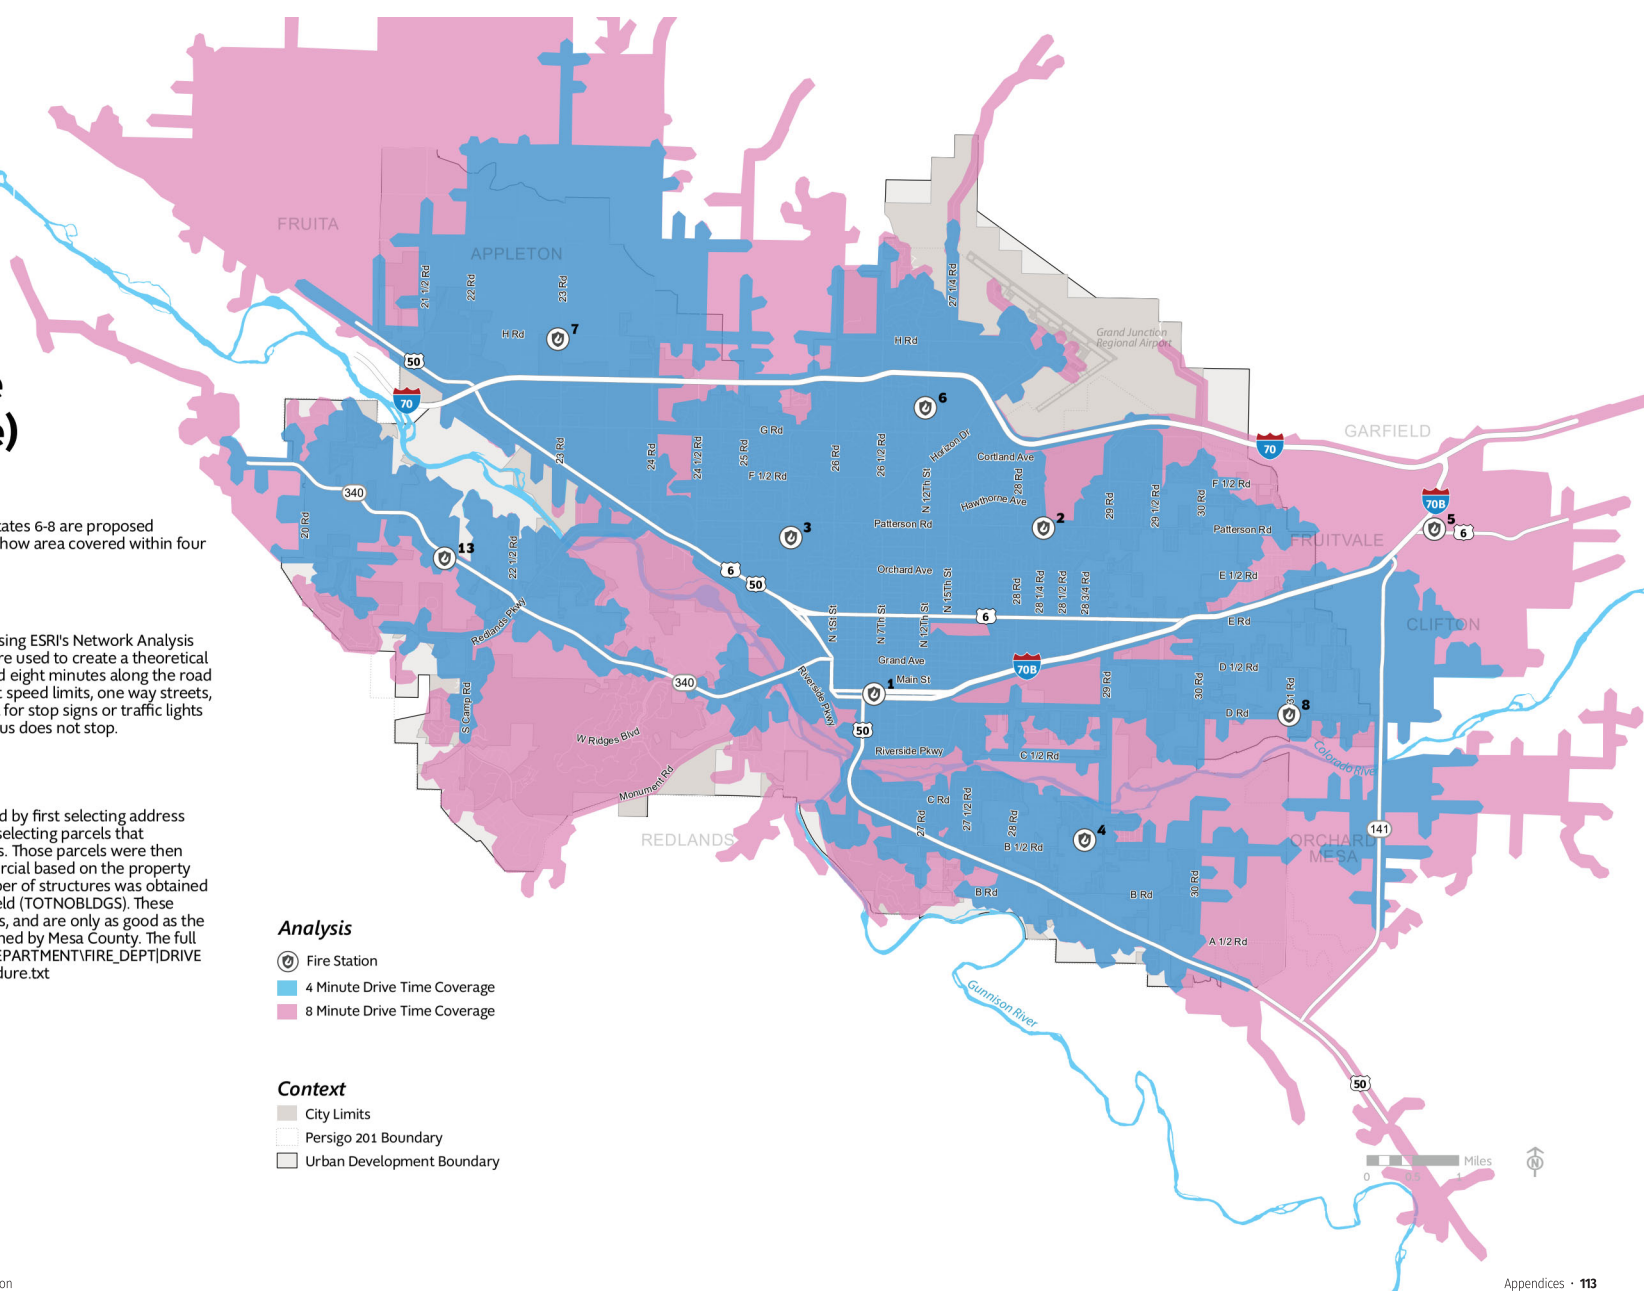 e
e)
tates 6-8 are proposed
how area covered within four
sing ESRI's Network Analysis
re used to create a theoretical
d eight minutes along the road
t speed limits, one way streets,
for stop signs or traffic lights
us does not stop.
d by first selecting address
selecting parcels that
s. Those parcels were then
rcial based on the property
ber of structures was obtained
eld (TOTNOBLDGS). These
s, and are only as good as the
ned by Mesa County. The full
EPARTMENT\FIRE_DEPT|DRIVE
dure.txt
FRUITA
APPLETON
21 1/2 Rd
22 Rd
23 Rd
27 1/4 Rd
H Rd
7
H Rd
Grand Junction
Regional Airport
50
70
6
G Rd
GARFIELD
70
23 Rd
24 Rd
24 1/2 Rd
25 Rd
26 Rd
26 1/2 Rd
Horizon Dr
Cortland Ave
F 1/2 Rd
N 12Th St
28 Rd
Hawthorne Ave
29 Rd
29 1/2 Rd
30 Rd
F 1/2 Rd
70B
340
20 Rd
Patterson Rd
2
Patterson Rd
5
6
3
FRUITVALE
13
22 1/2 Rd
6
50
Orchard Ave
E 1/2 Rd
N 15Th St
28 Rd
28 1/4 Rd
28 1/2 Rd
28 3/4 Rd
Redlands Pkwy
N 1St St
N 7Th St
N 12Th St
6
E Rd
CLIFTON
Grand Ave
70B
D 1/2 Rd
Main St
340
Riverside Pkwy
1
29 Rd
30 Rd
31 Rd
8
S Camp Rd
D Rd
50
W Ridges Blvd
Riverside Pkwy
C 1/2 Rd
Colorado River
Monument Rd
C Rd
27 Rd
27 1/2 Rd
28 Rd
4
141
REDLANDS
B 1/2 Rd
ORCHARD
MESA
B Rd
B Rd
30 Rd
A 1/2 Rd
Gunnison River
50
Analysis
Fire Station
4 Minute Drive Time Coverage
8 Minute Drive Time Coverage
Context
City Limits
Persigo 201 Boundary
Urban Development Boundary
Miles
0
0.5
1
N
on
Appendices · 113